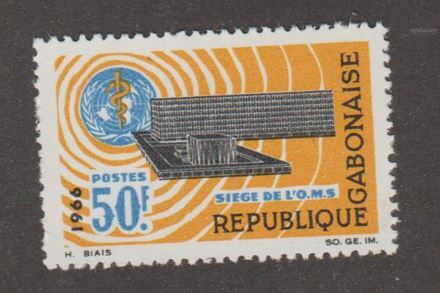 POSTES
50F
1966
SIEGE DE L'O.M.S
REPUBLIQUE
GABONAISE
H. BIAIS
SO. GE. IM.